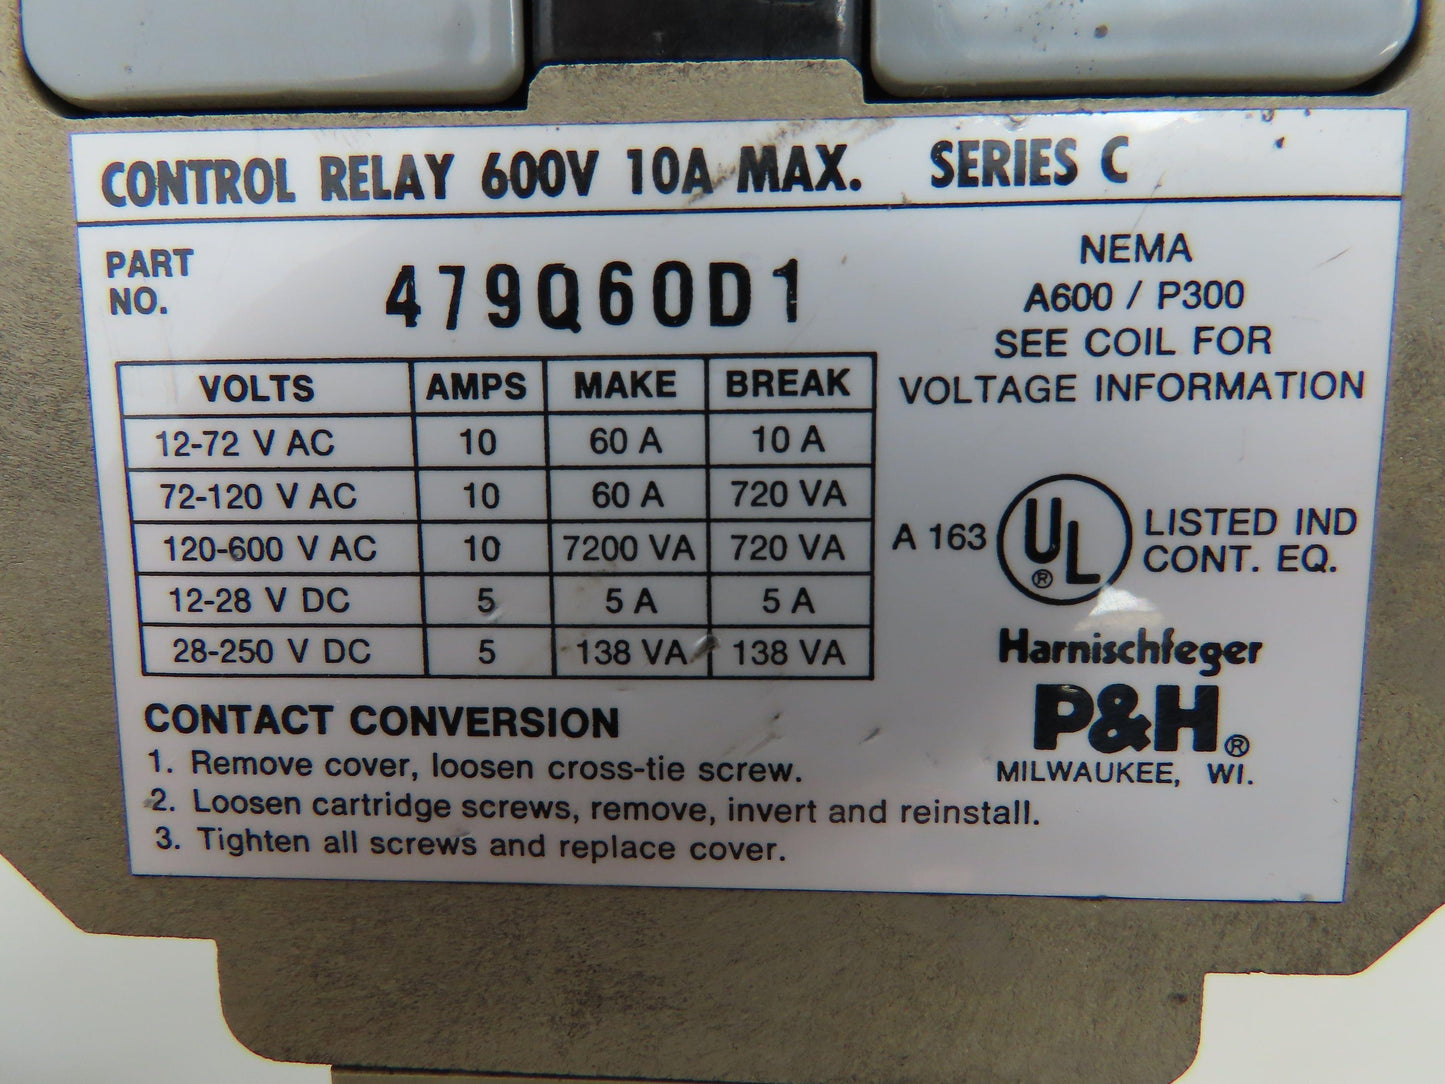 CONTROL RELAY 600V 10A MAX. SERIES C
PART
NO.
479Q60D1
NEMA
A600 / P300
SEE COIL FOR
VOLTAGE INFORMATION
VOLTS AMPS MAKE BREAK
12-72 V AC 10 60 A 10 A
72-120 V AC 10 60 A 720 VA
120-600 V AC 10 7200 VA 720 VA
12-28 V DC 5 5 A 5 A
28-250 V DC 5 138 VA 138 VA
A 163 UL ® LISTED IND
CONT. EQ.
Harnischfeger
P&H®
MILWAUKEE, WI.
CONTACT CONVERSION
1. Remove cover, loosen cross-tie screw.
2. Loosen cartridge screws, remove, invert and reinstall.
3. Tighten all screws and replace cover.